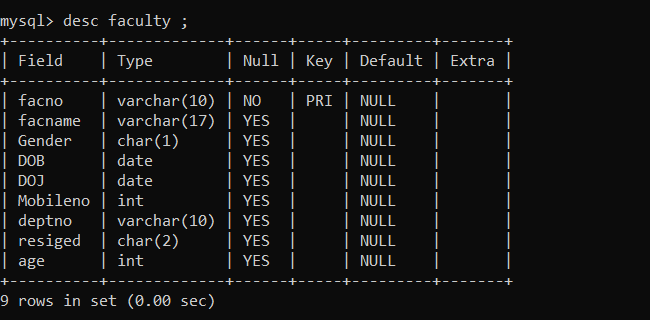 mysql> desc faculty ;
+----------+-------------+------+-----+---------+-------+
| Field    | Type        | Null | Key | Default | Extra |
+----------+-------------+------+-----+---------+-------+
| facno    | varchar(10) | NO   | PRI | NULL    |       |
| facname  | varchar(17) | YES  |     | NULL    |       |
| Gender   | char(1)     | YES  |     | NULL    |       |
| DOB      | date        | YES  |     | NULL    |       |
| DOJ      | date        | YES  |     | NULL    |       |
| Mobileno | int         | YES  |     | NULL    |       |
| deptno   | varchar(10) | YES  |     | NULL    |       |
| resiged  | char(2)     | YES  |     | NULL    |       |
| age      | int         | YES  |     | NULL    |       |
+----------+-------------+------+-----+---------+-------+
9 rows in set (0.00 sec)